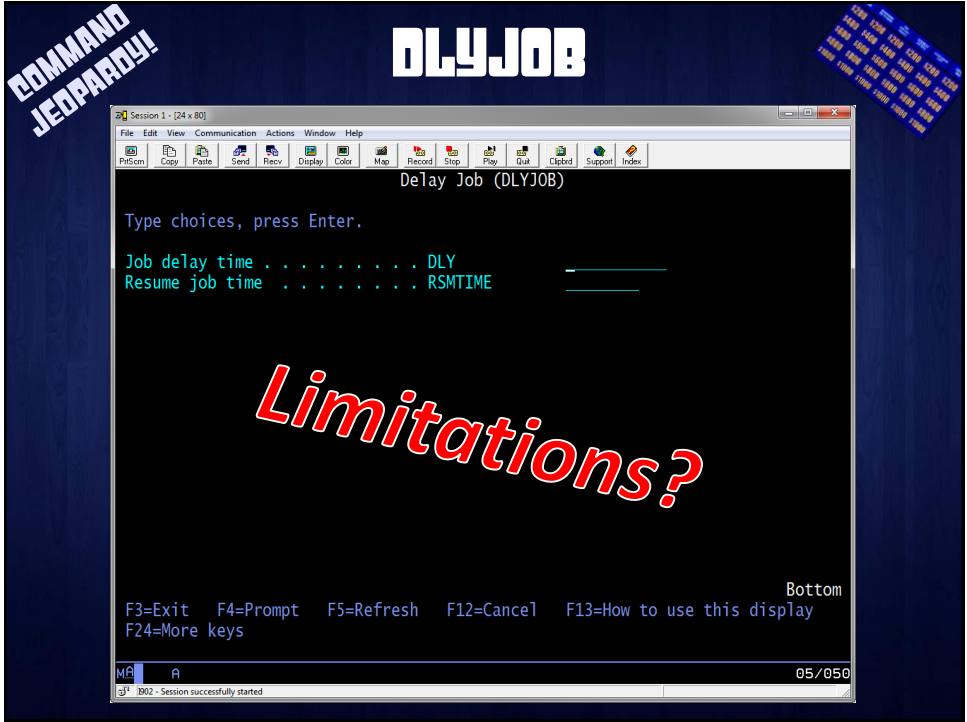 COMMAND
JEOPARDY!
DLYJOB
Session 1 - [24 x 80]
File Edit View Communication Actions Window Help
PrtScrn Copy Paste Send Recv Display Color Map Record Stop Play Quit Clipbrd Support Index
Delay Job (DLYJOB)
Type choices, press Enter.
Job delay time . . . . . . . . . DLY
Resume job time . . . . . . . . RSMTIME
Limitations?
Bottom
F3=Exit F4=Prompt F5=Refresh F12=Cancel F13=How to use this display
F24=More keys
MA A 05/050
I902 - Session successfully started